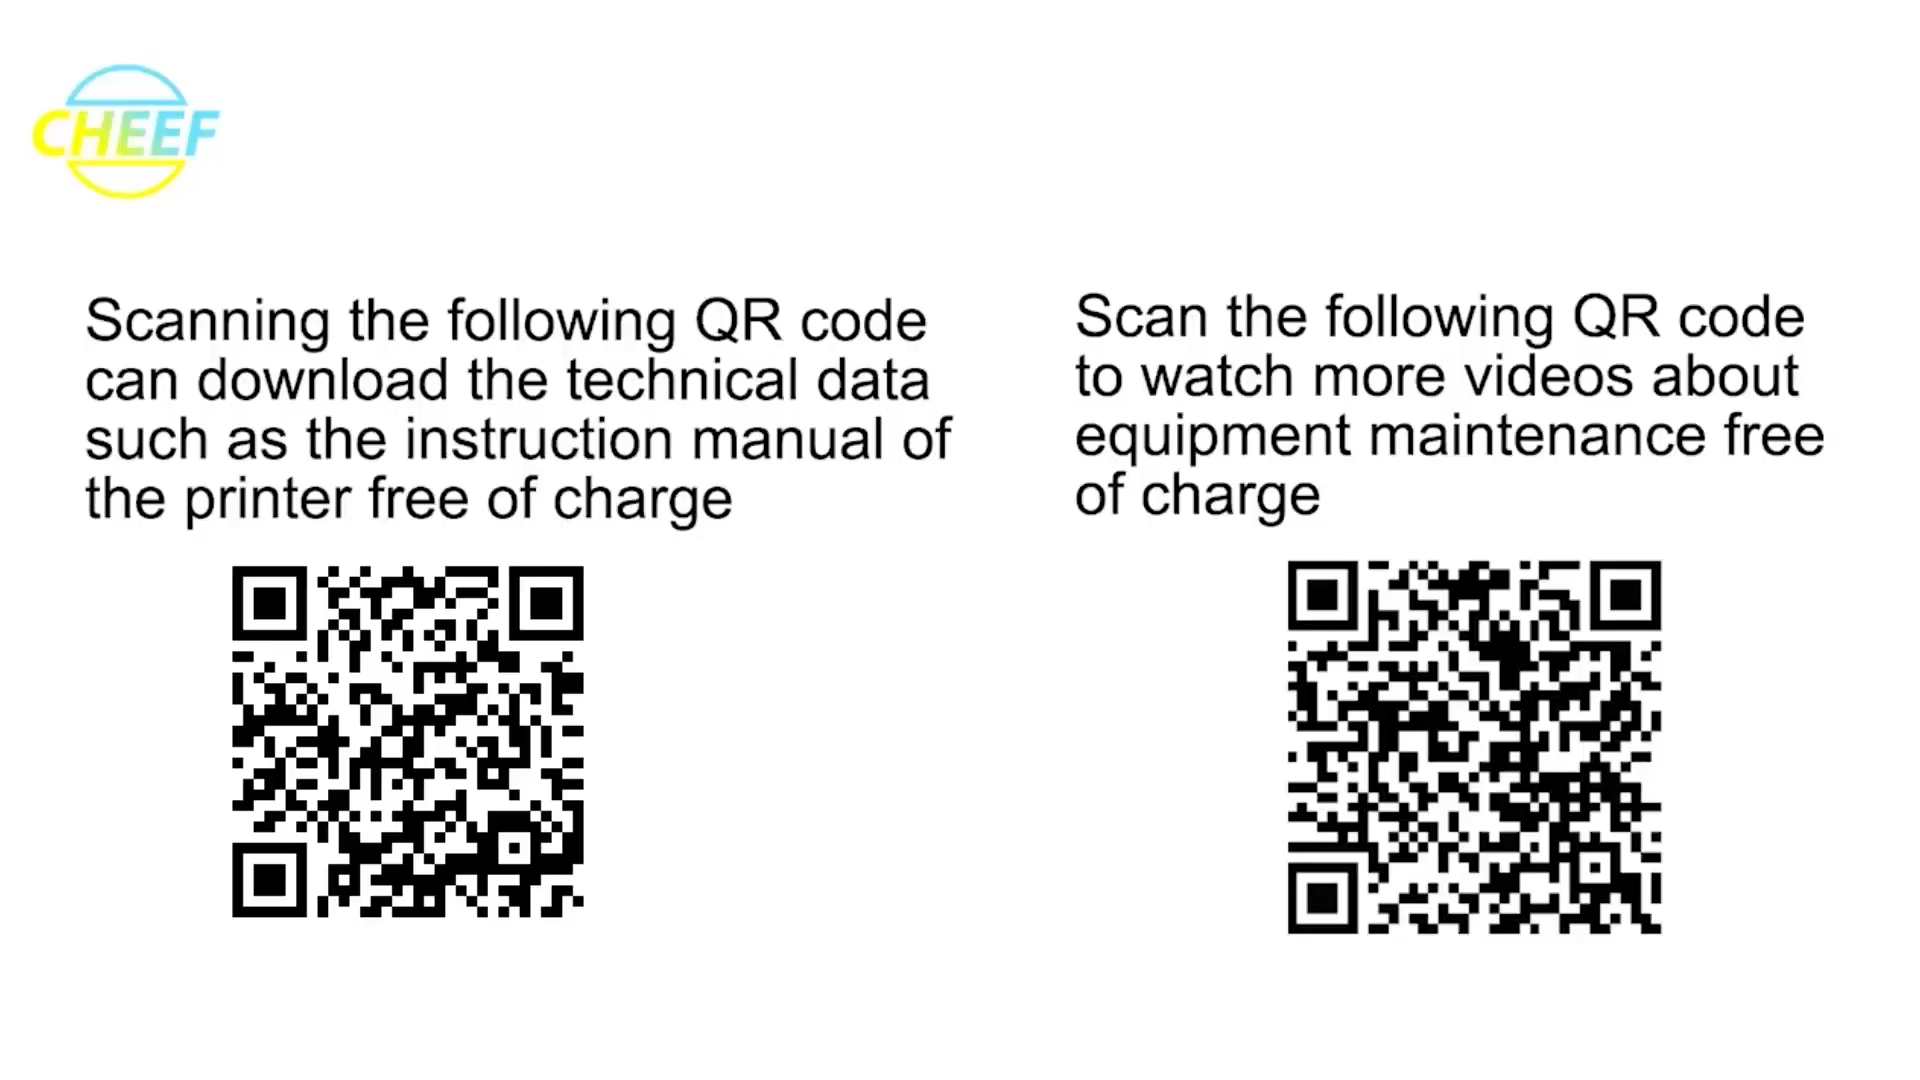 CHEEF
Scanning the following QR code
can download the technical data
such as the instruction manual of
the printer free of charge
Scan the following QR code
to watch more videos about
equipment maintenance free
of charge